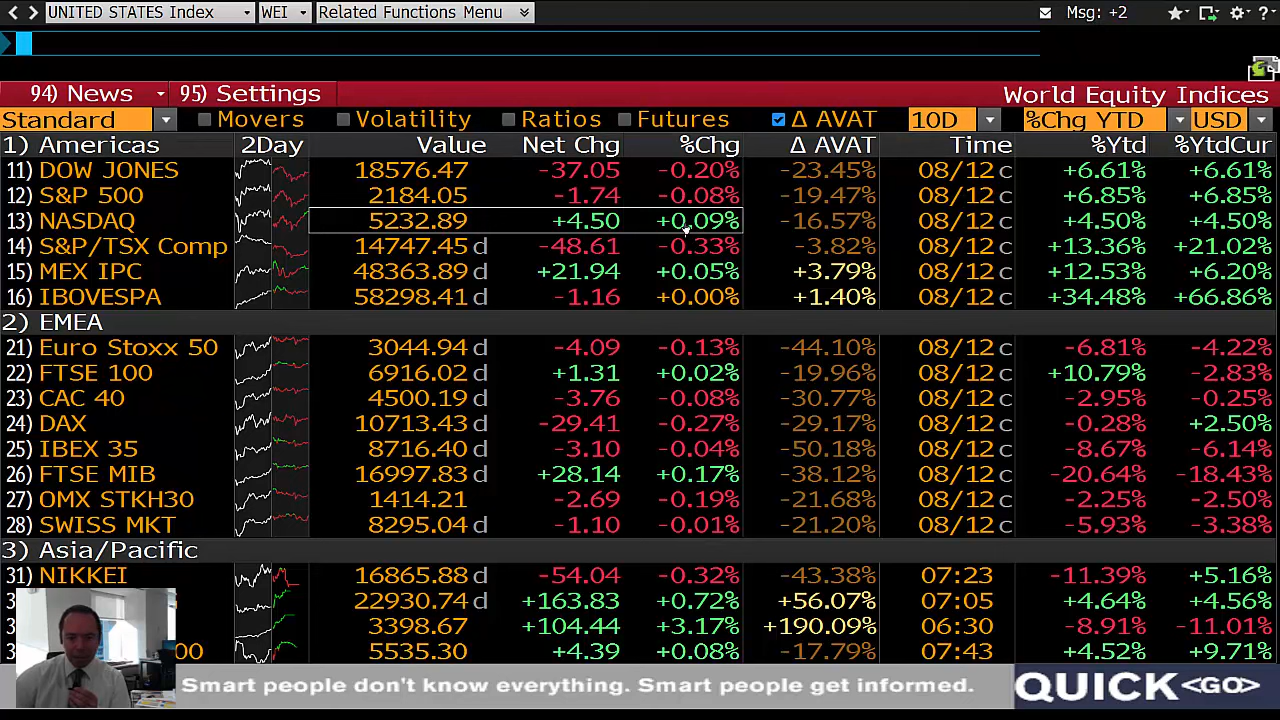 UNITED STATES Index WEI Related Functions Menu Msg: +2 ?
94) News 95) Settings World Equity Indices
Standard Movers Volatility Ratios Futures Δ AVAT 10D %Chg YTD USD
1) Americas 2Day Value Net Chg %Chg Δ AVAT Time %Ytd %YtdCur
11) DOW JONES 18576.47 -37.05 -0.20% -23.45% 08/12 c +6.61% +6.61%
12) S&P 500 2184.05 -1.74 -0.08% -19.47% 08/12 c +6.85% +6.85%
13) NASDAQ 5232.89 +4.50 +0.09% -16.57% 08/12 c +4.50% +4.50%
14) S&P/TSX Comp 14747.45 d -48.61 -0.33% -3.82% 08/12 c +13.36% +21.02%
15) MEX IPC 48363.89 d +21.94 +0.05% +3.79% 08/12 c +12.53% +6.20%
16) IBOVESPA 58298.41 d -1.16 +0.00% +1.40% 08/12 c +34.48% +66.86%
2) EMEA
21) Euro Stoxx 50 3044.94 d -4.09 -0.13% -44.10% 08/12 c -6.81% -4.22%
22) FTSE 100 6916.02 d +1.31 +0.02% -19.96% 08/12 c +10.79% -2.83%
23) CAC 40 4500.19 d -3.76 -0.08% -30.77% 08/12 c -2.95% -0.25%
24) DAX 10713.43 d -29.41 -0.27% -29.17% 08/12 c -0.28% +2.50%
25) IBEX 35 8716.40 d -3.10 -0.04% -50.18% 08/12 c -8.67% -6.14%
26) FTSE MIB 16997.83 d +28.14 +0.17% -38.12% 08/12 c -20.64% -18.43%
27) OMX STKH30 1414.21 -2.69 -0.19% -21.68% 08/12 c -2.25% -2.50%
28) SWISS MKT 8295.04 d -1.10 -0.01% -21.20% 08/12 c -5.93% -3.38%
3) Asia/Pacific
31) NIKKEI 16865.88 d -54.04 -0.32% -43.38% 07:23 -11.39% +5.16%
3 22930.74 d +163.83 +0.72% +56.07% 07:05 +4.64% +4.56%
3 3398.67 +104.44 +3.17% +190.09% 06:30 -8.91% -11.01%
3 00 5535.30 +4.39 +0.08% -17.79% 07:43 +4.52% +9.71%
Smart people don't know everything. Smart people get informed. QUICK <GO>